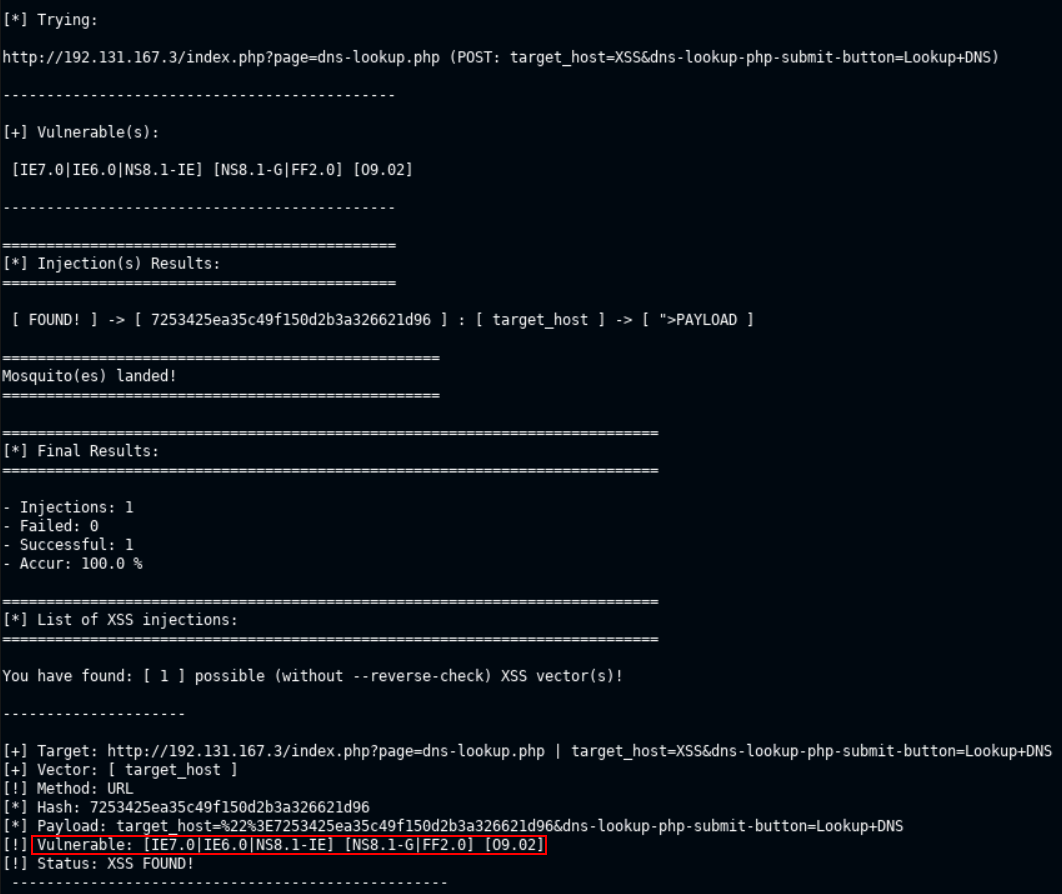 [*] Trying:
http://192.131.167.3/index.php?page=dns-lookup.php (POST: target_host=XSS&dns-lookup-php-submit-button=Lookup+DNS)
---------------------------------------------
[+] Vulnerable(s):
[IE7.0|IE6.0|NS8.1-IE] [NS8.1-G|FF2.0] [O9.02]
---------------------------------------------
=============================================
[*] Injection(s) Results:
=============================================
[ FOUND! ] -> [ 7253425ea35c49f150d2b3a326621d96 ] : [ target_host ] -> [ ">PAYLOAD ]
==================================================
Mosquito(es) landed!
==================================================
===========================================================================
[*] Final Results:
===========================================================================
- Injections: 1
- Failed: 0
- Successful: 1
- Accur: 100.0 %
===========================================================================
[*] List of XSS injections:
===========================================================================
You have found: [ 1 ] possible (without --reverse-check) XSS vector(s)!
---------------------
[+] Target: http://192.131.167.3/index.php?page=dns-lookup.php | target_host=XSS&dns-lookup-php-submit-button=Lookup+DNS
[+] Vector: [ target_host ]
[!] Method: URL
[*] Hash: 7253425ea35c49f150d2b3a326621d96
[*] Payload: target_host=%22%3E7253425ea35c49f150d2b3a326621d96&dns-lookup-php-submit-button=Lookup+DNS
[!] Vulnerable: [IE7.0|IE6.0|NS8.1-IE] [NS8.1-G|FF2.0] [O9.02]
[!] Status: XSS FOUND!
--------------------------------------------------